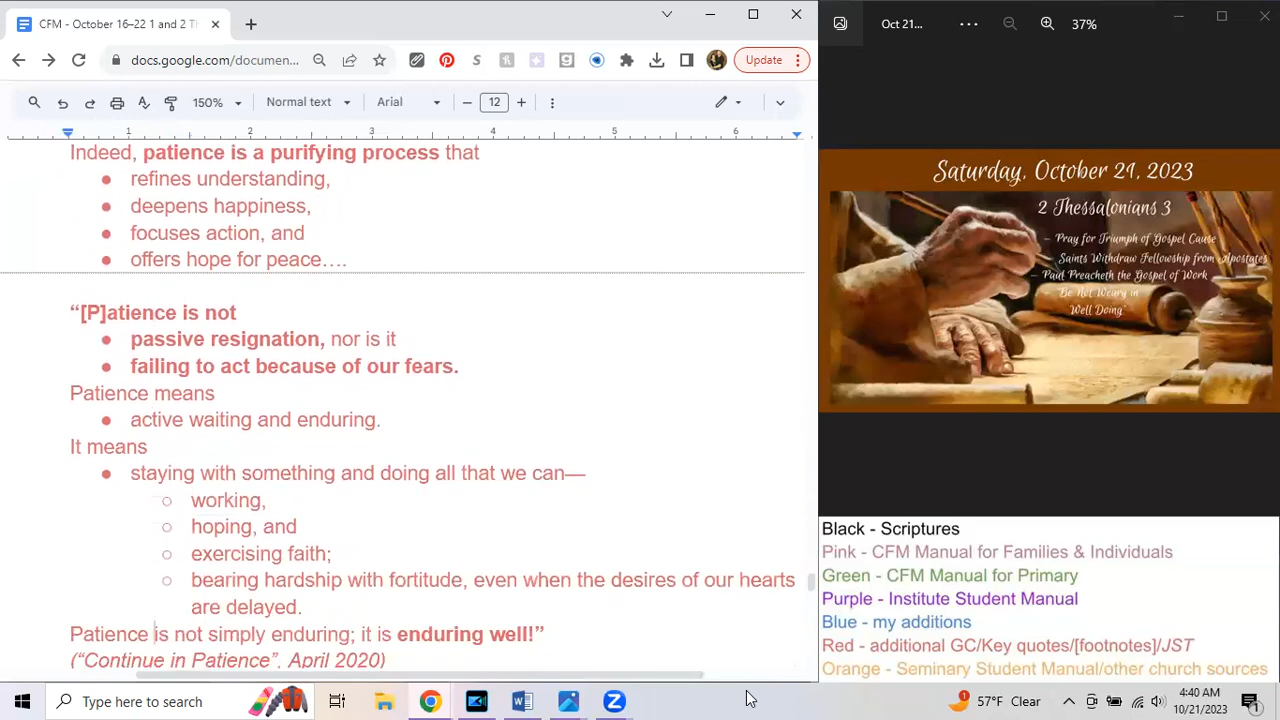 CFM - October 16–22 1 and 2 Th
docs.google.com/documen...
Update
150%
Normal text
Arial
12
1
2
3
4
5
6
Indeed, patience is a purifying process that
● refines understanding,
● deepens happiness,
● focuses action, and
● offers hope for peace….
“[P]atience is not
● passive resignation, nor is it
● failing to act because of our fears.
Patience means
● active waiting and enduring.
It means
● staying with something and doing all that we can—
○ working,
○ hoping, and
○ exercising faith;
○ bearing hardship with fortitude, even when the desires of our hearts
are delayed.
Patience is not simply enduring; it is enduring well!”
(“Continue in Patience”, April 2020)
Oct 21...
37%
Saturday, October 21, 2023
2 Thessalonians 3
– Pray for Triumph of Gospel Cause
Saints Withdraw Fellowship from Apostates
– Paul Preacheth the Gospel of Work
– "Be Not Weary in
Well Doing"
Black - Scriptures
Pink - CFM Manual for Families & Individuals
Green - CFM Manual for Primary
Purple - Institute Student Manual
Blue - my additions
Red - additional GC/Key quotes/[footnotes]/JST
Orange - Seminary Student Manual/other church sources
Type here to search
1
57°F Clear
4:40 AM
10/21/2023
1